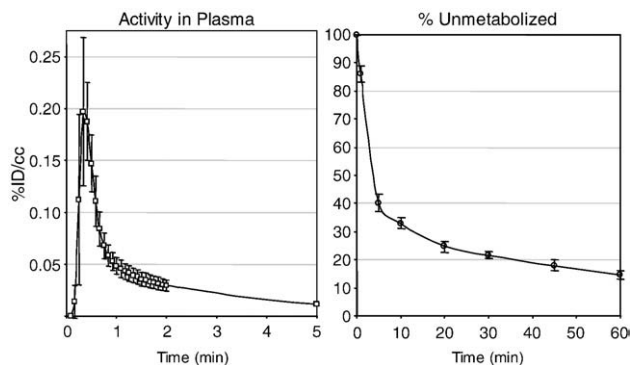 Activity in Plasma
%ID/cc
0.25
0.20
0.15
0.10
0.05
0 1 2 3 4 5
Time (min)
% Unmetabolized
100
90
80
70
60
50
40
30
20
10
0
0 10 20 30 40 50 60
Time (min)